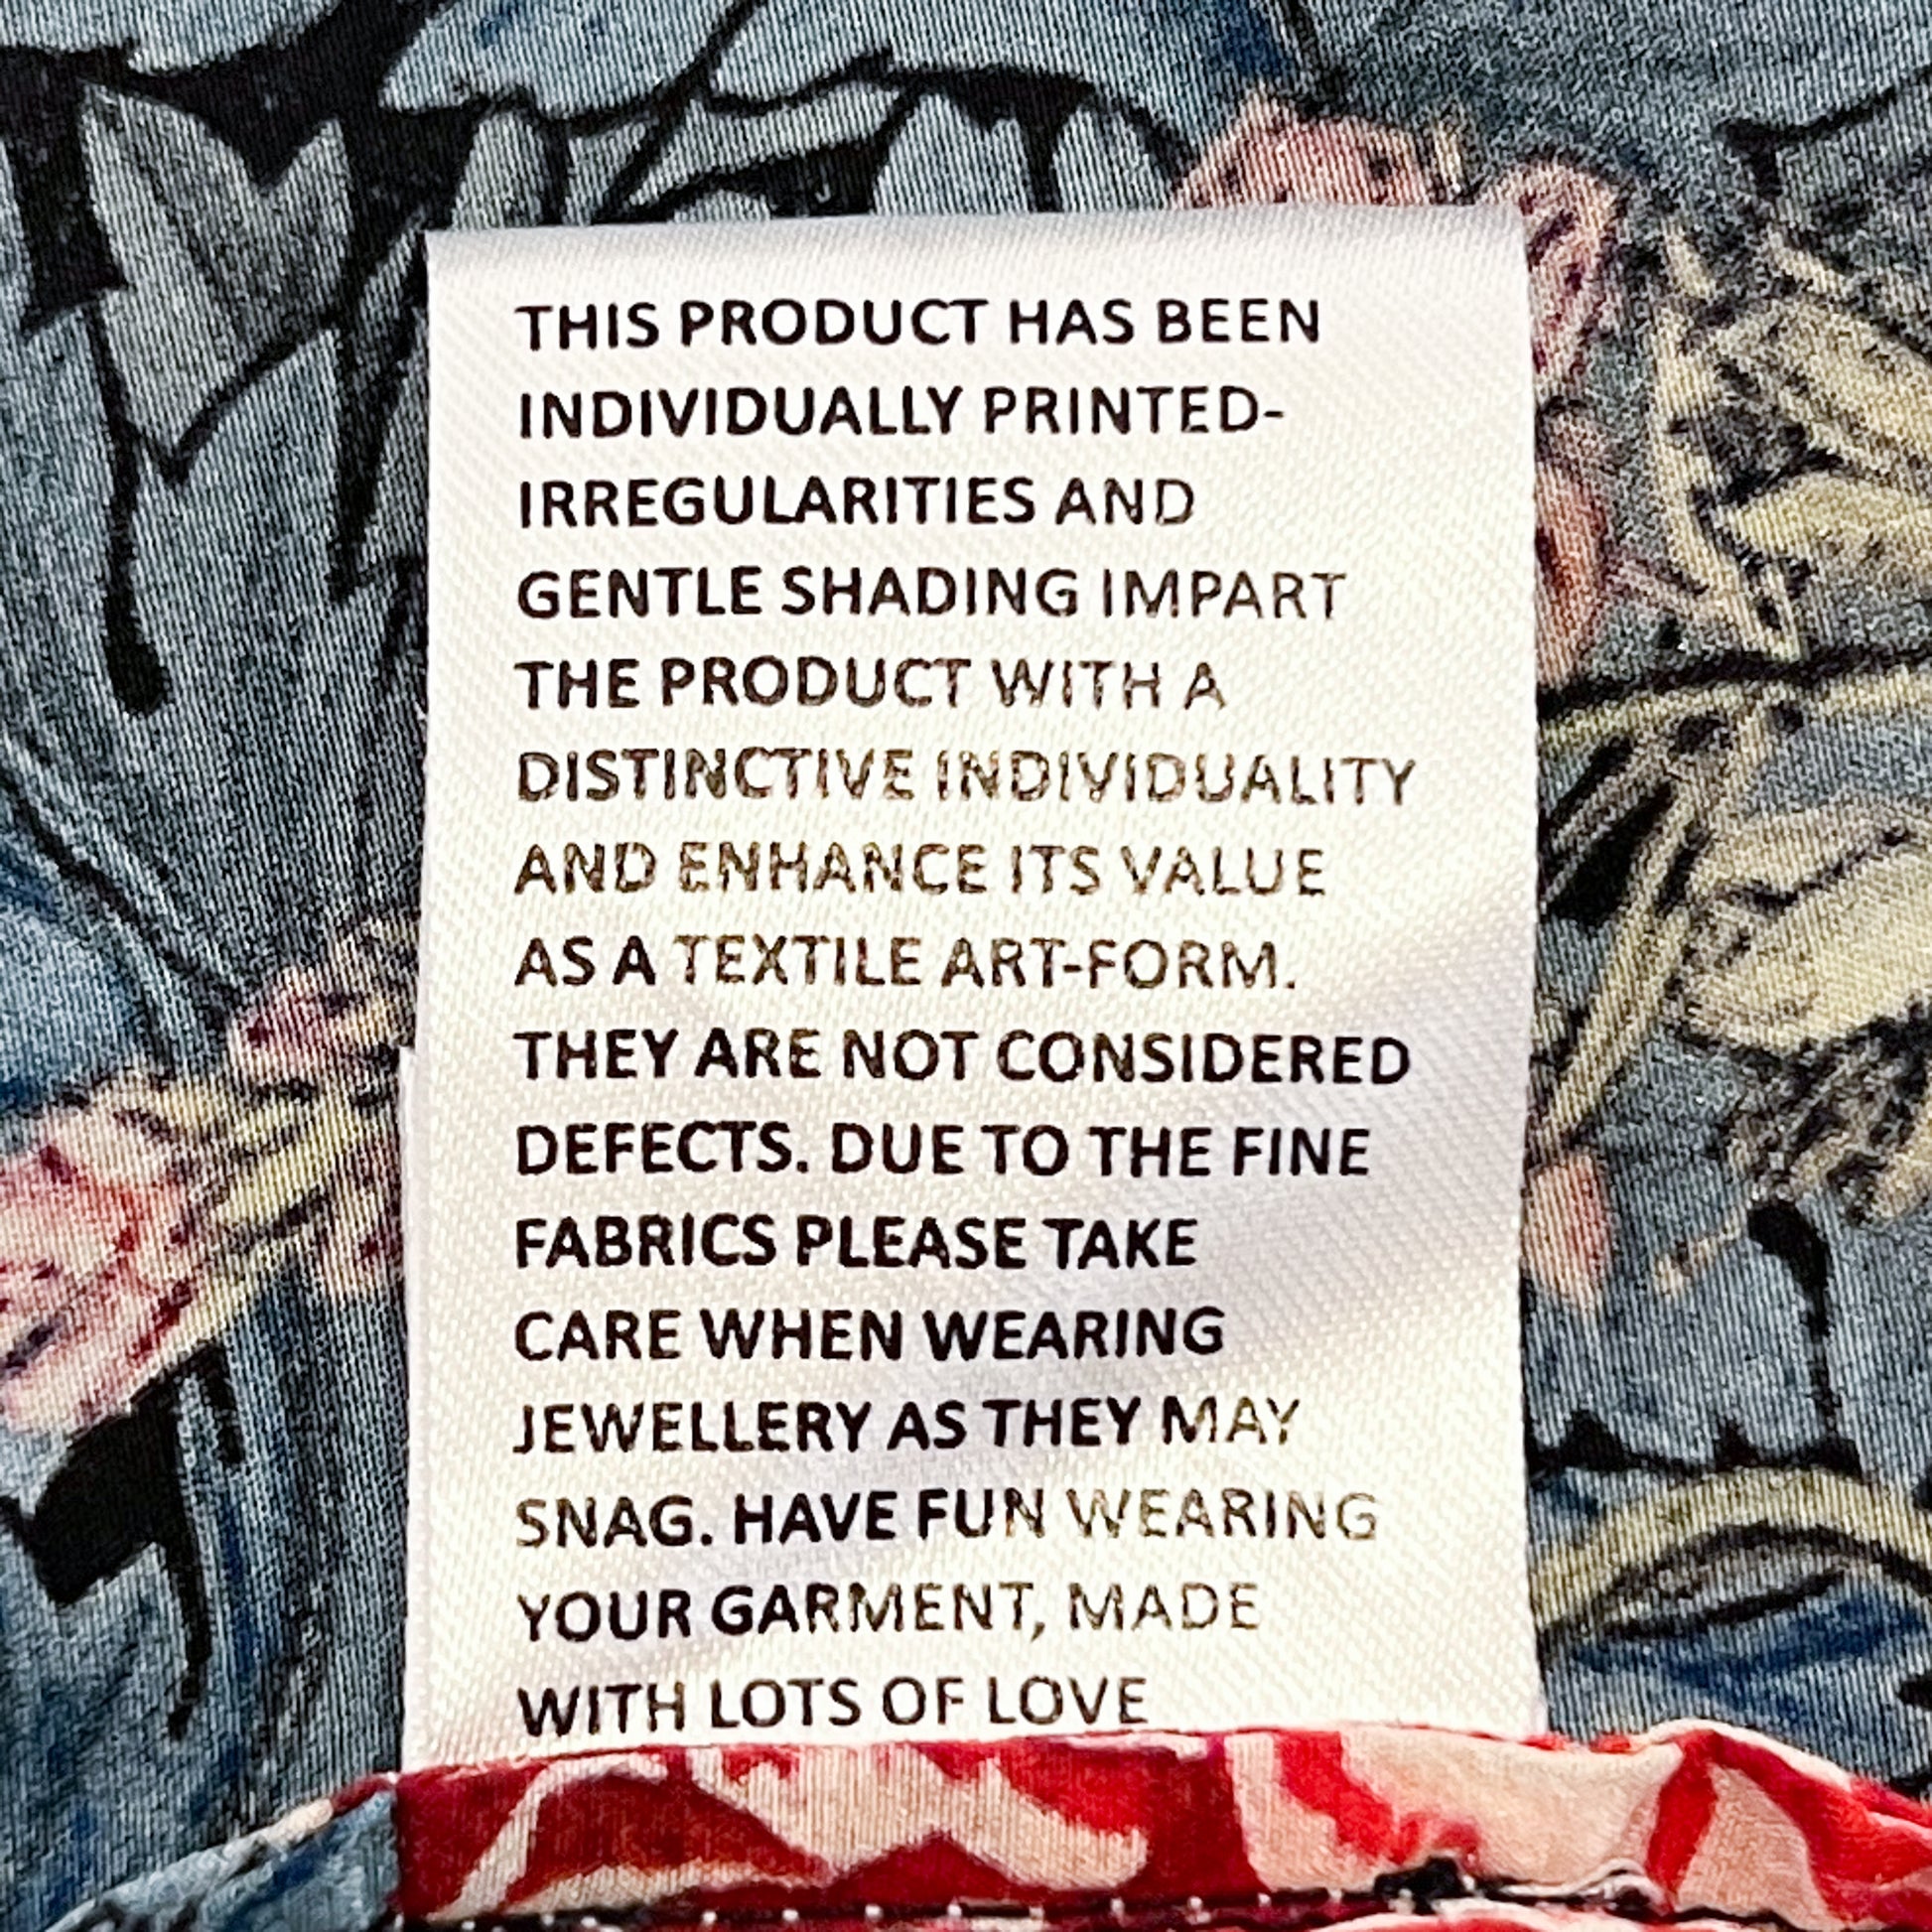 THIS PRODUCT HAS BEEN
INDIVIDUALLY PRINTED-
IRREGULARITIES AND
GENTLE SHADING IMPART
THE PRODUCT WITH A
DISTINCTIVE INDIVIDUALITY
AND ENHANCE ITS VALUE
AS A TEXTILE ART-FORM.
THEY ARE NOT CONSIDERED
DEFECTS. DUE TO THE FINE
FABRICS PLEASE TAKE
CARE WHEN WEARING
JEWELLERY AS THEY MAY
SNAG. HAVE FUN WEARING
YOUR GARMENT, MADE
WITH LOTS OF LOVE